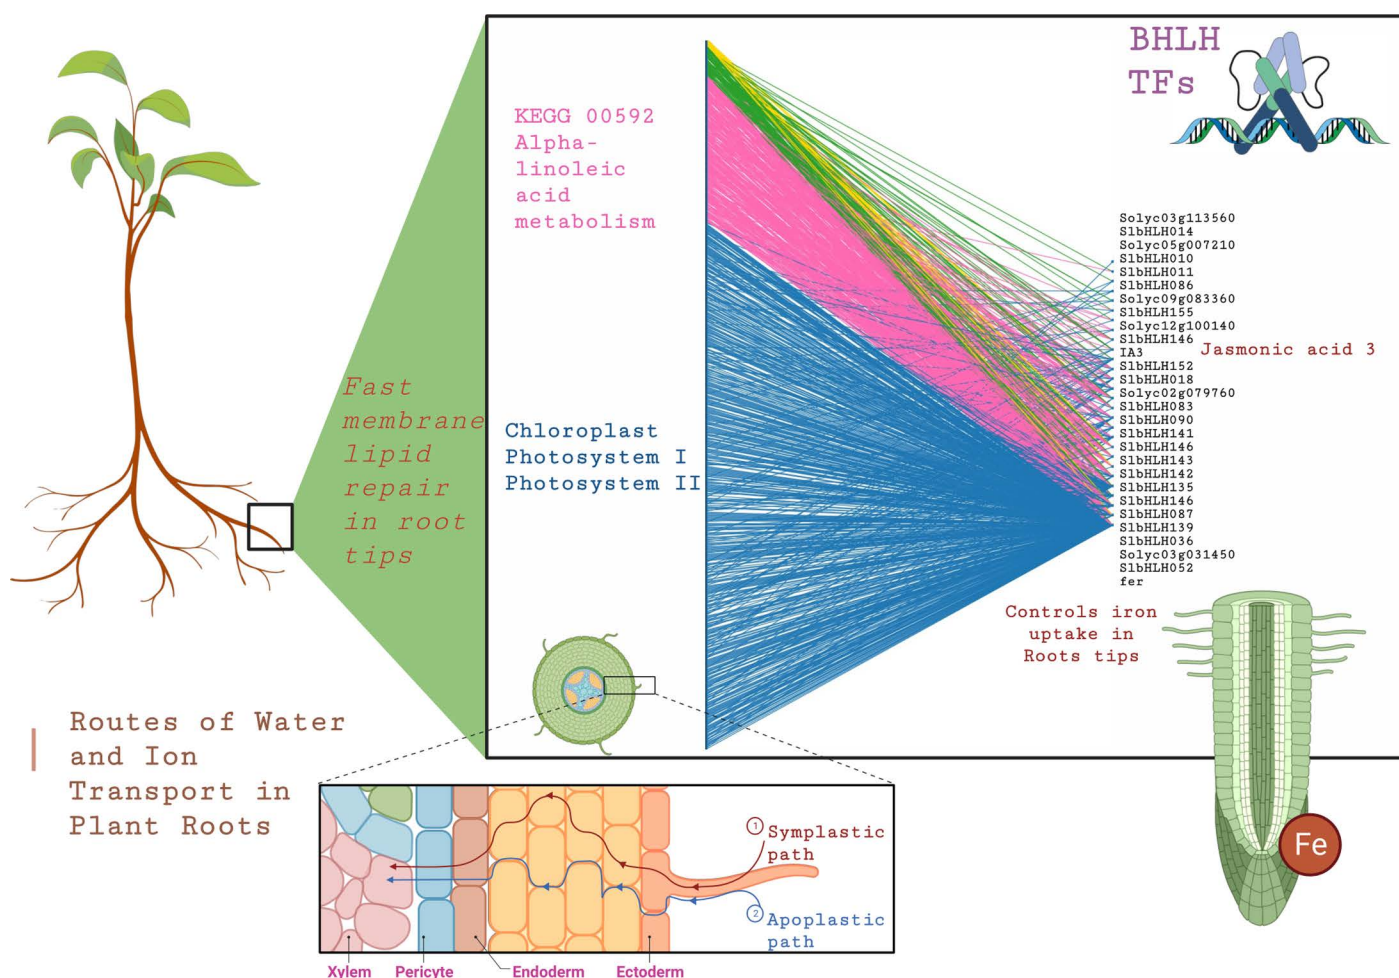 BHLH
TFs
KEGG 00592
Alpha-
linoleic
acid
metabolism
Solyc03g113560
SlbHLH014
Solyc05g007210
SlbHLH010
SlbHLH011
SlbHLH086
Solyc09g083360
SlbHLH155
Solyc12g100140
SlbHLH146
IA3
Jasmonic acid 3
SlbHLH152
SlbHLH018
Solyc02g079760
SlbHLH083
SlbHLH090
SlbHLH141
SlbHLH146
SlbHLH143
SlbHLH142
SlbHLH135
SlbHLH146
SlbHLH087
SlbHLH139
SlbHLH036
Solyc03g031450
SlbHLH052
fer
Fast
membrane
lipid
repair
in root
tips
Chloroplast
Photosystem I
Photosystem II
Controls iron
uptake in
Roots tips
Fe
Routes of Water
and Ion
Transport in
Plant Roots
1 Symplastic
path
2 Apoplastic
path
Xylem
Pericyte
Endoderm
Ectoderm